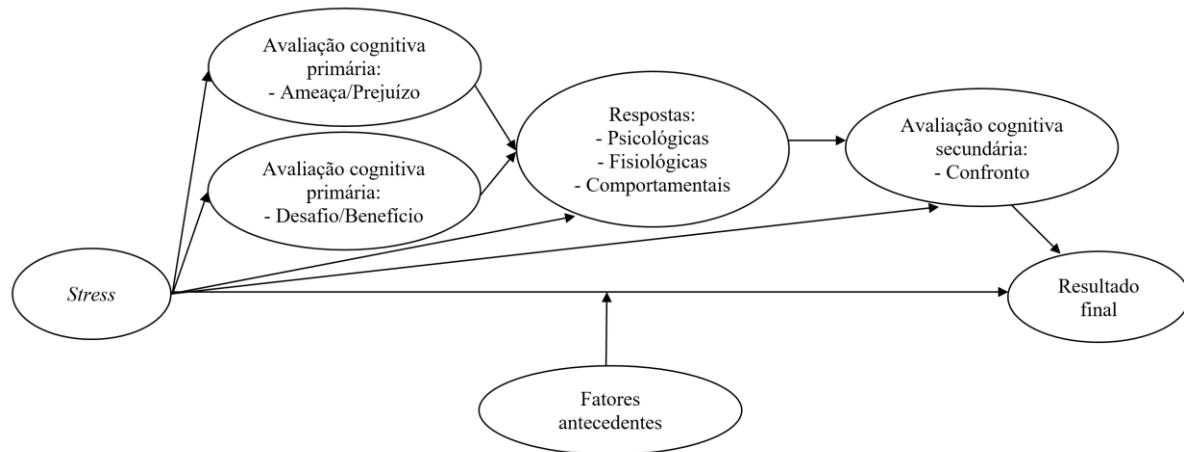 Avaliação cognitiva
primária:
- Ameaça/Prejuízo
Avaliação cognitiva
primária:
- Desafio/Benefício
Respostas:
- Psicológicas
- Fisiológicas
- Comportamentais
Avaliação cognitiva
secundária:
- Confronto
Stress
Resultado
final
Fatores
antecedentes